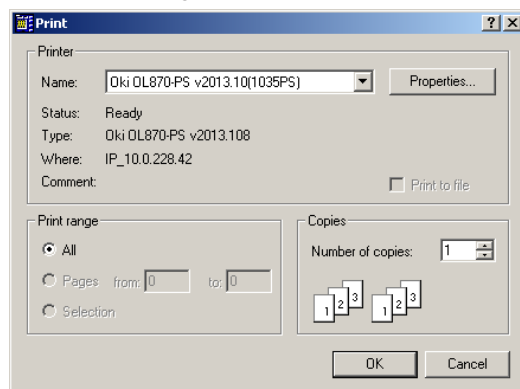 Print
Printer
Name: Oki OL870-PS v2013.10(1035PS) Properties...
Status: Ready
Type: Oki OL870-PS v2013.108
Where: IP_10.0.228.42
Comment: Print to file
Print range
All
Pages from: 0 to: 0
Selection
Copies
Number of copies: 1
1 2 3 1 2 3
OK Cancel